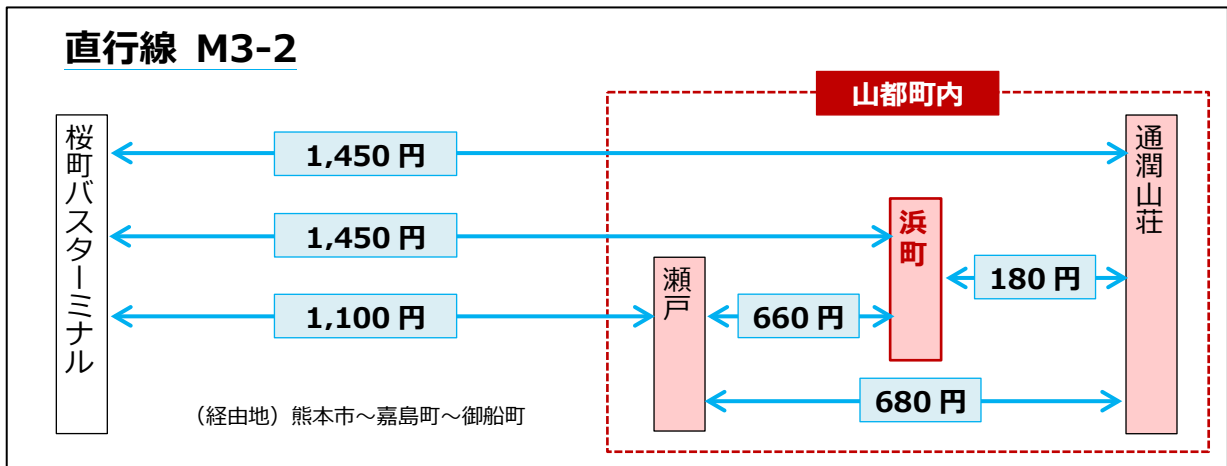 直行線 M3-2
山都町内
桜町バスターミナル
1,450 円
通潤山荘
1,450 円
浜町
180 円
瀬戸
1,100 円
660 円
680 円
（経由地）熊本市～嘉島町～御船町